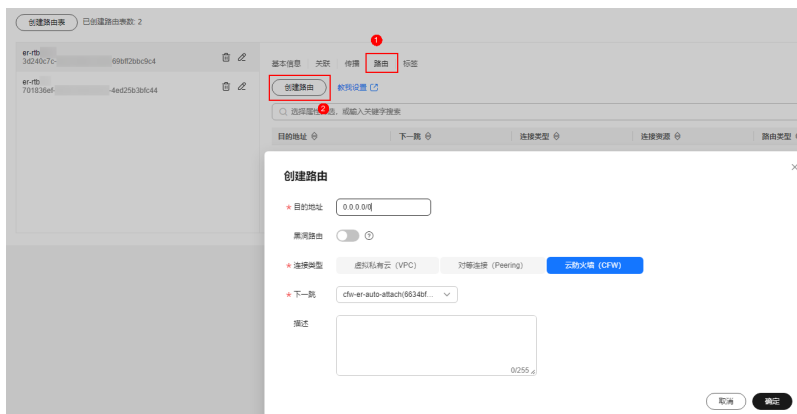 创建路由表 已创建路由表数: 2
1
er-rtb
3d240c7c- 69bff2bbc9c4
er-rtb
701836ef- -4ed25b3bfc44
基本信息 关联 传播 路由 标签
创建路由 教我设置
2
选择属性 选，或输入关键字搜索
目的地址 下一跳 连接类型 连接资源 路由类型
创建路由
* 目的地址 0.0.0.0/0
黑洞路由
* 连接类型 虚拟私有云（VPC） 对等连接（Peering） 云防火墙（CFW）
* 下一跳 cfw-er-auto-attach(6634bf...
描述
0/255
取消 确定